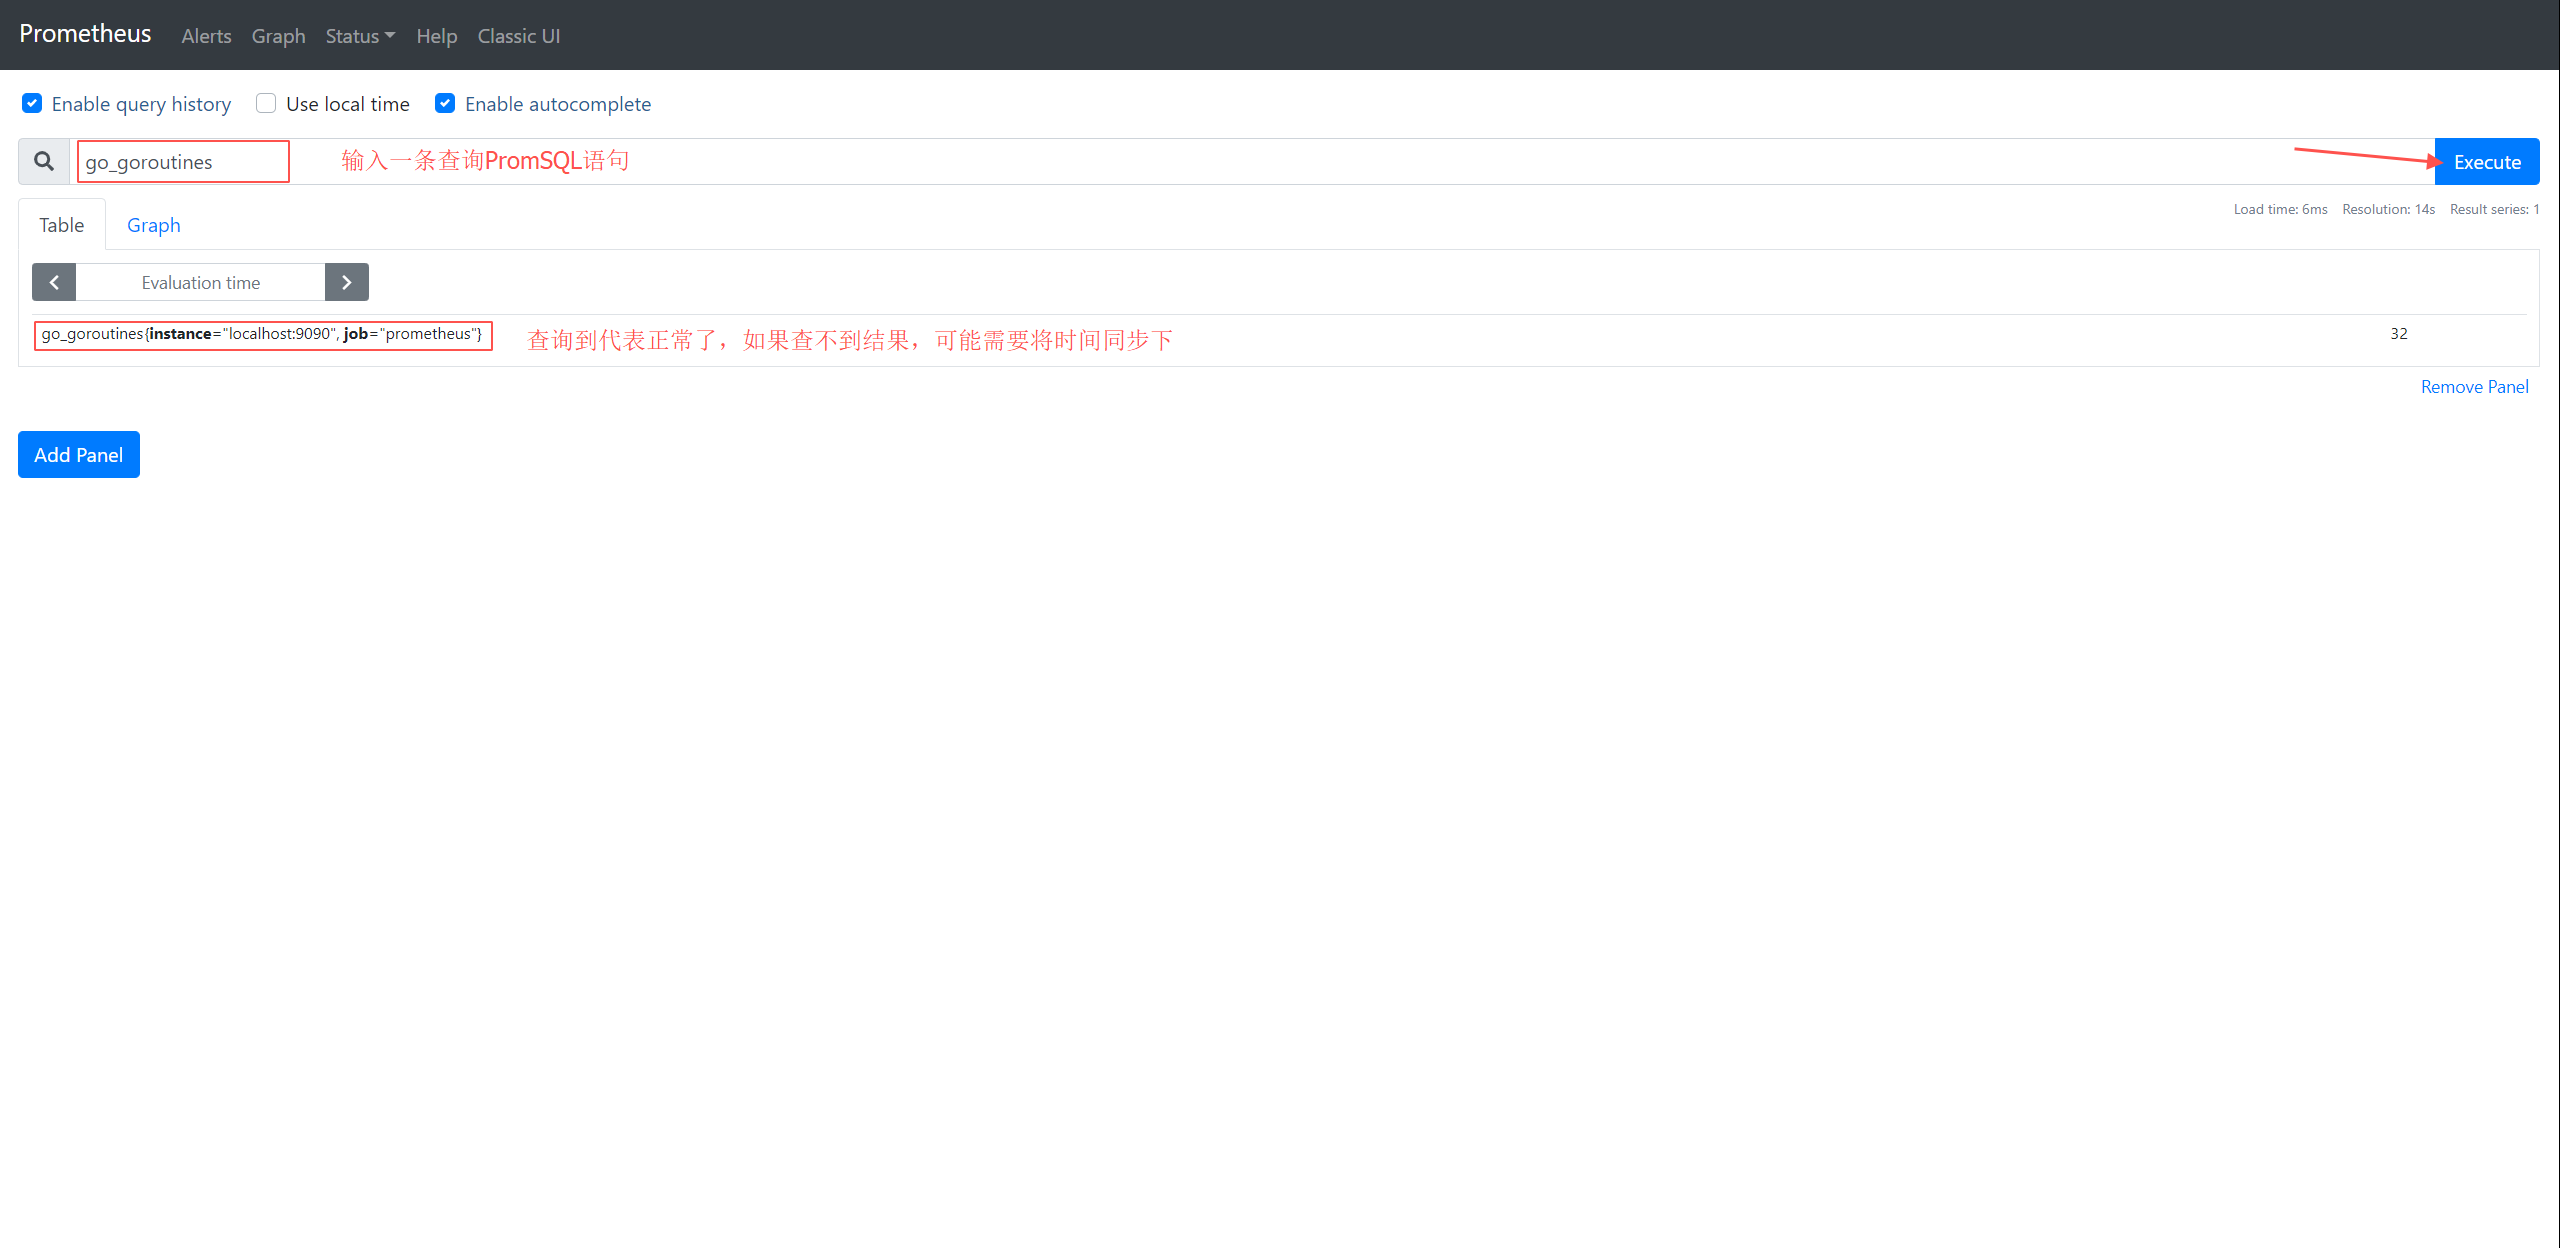 Prometheus Alerts Graph Status Help Classic UI
Enable query history Use local time Enable autocomplete
go_goroutines 输入一条查询PromSQL语句 Execute
Table Graph Load time: 6ms Resolution: 14s Result series: 1
Evaluation time
go_goroutines{instance="localhost:9090", job="prometheus"} 查询到代表正常了，如果查不到结果，可能需要将时间同步下 32
Remove Panel
Add Panel